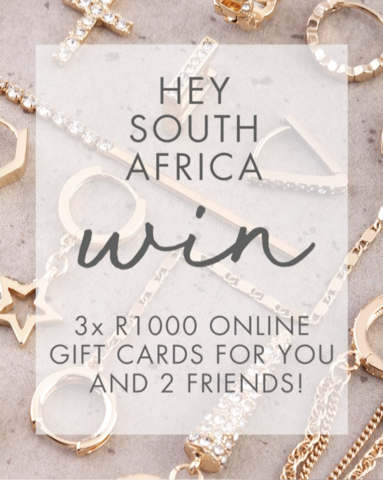 HEY
SOUTH
AFRICA
win
3x R1000 ONLINE
GIFT CARDS FOR YOU
AND 2 FRIENDS!